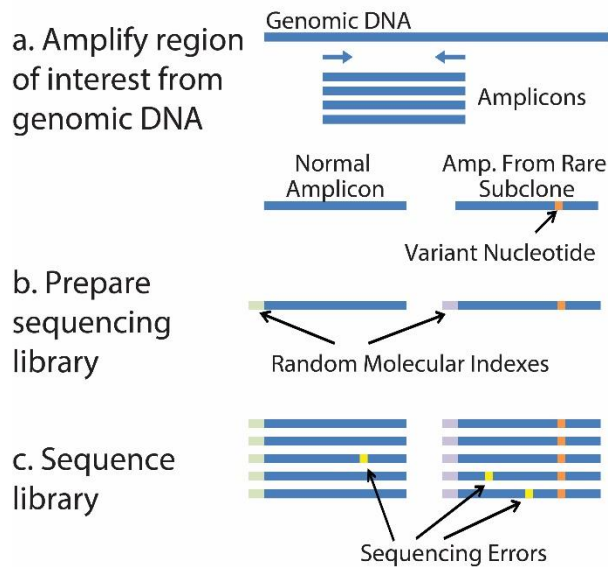 Genomic DNA
a. Amplify region
of interest from
genomic DNA
Amplicons
Normal
Amplicon
Amp. From Rare
Subclone
Variant Nucleotide
b. Prepare
sequencing
library
Random Molecular Indexes
c. Sequence
library
Sequencing Errors